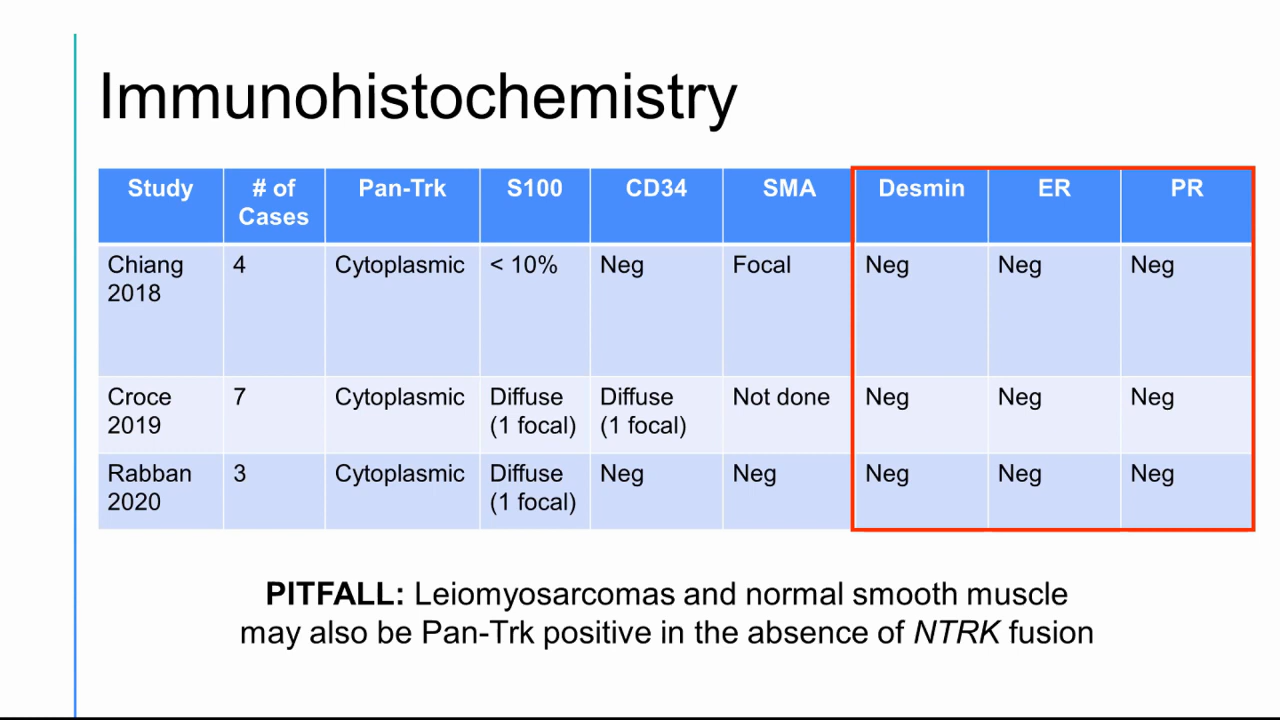 Immunohistochemistry
Study # of Cases Pan-Trk S100 CD34 SMA Desmin ER PR
Chiang 2018 4 Cytoplasmic < 10% Neg Focal Neg Neg Neg
Croce 2019 7 Cytoplasmic Diffuse (1 focal) Diffuse (1 focal) Not done Neg Neg Neg
Rabban 2020 3 Cytoplasmic Diffuse (1 focal) Neg Neg Neg Neg Neg
PITFALL: Leiomyosarcomas and normal smooth muscle
may also be Pan-Trk positive in the absence of NTRK fusion